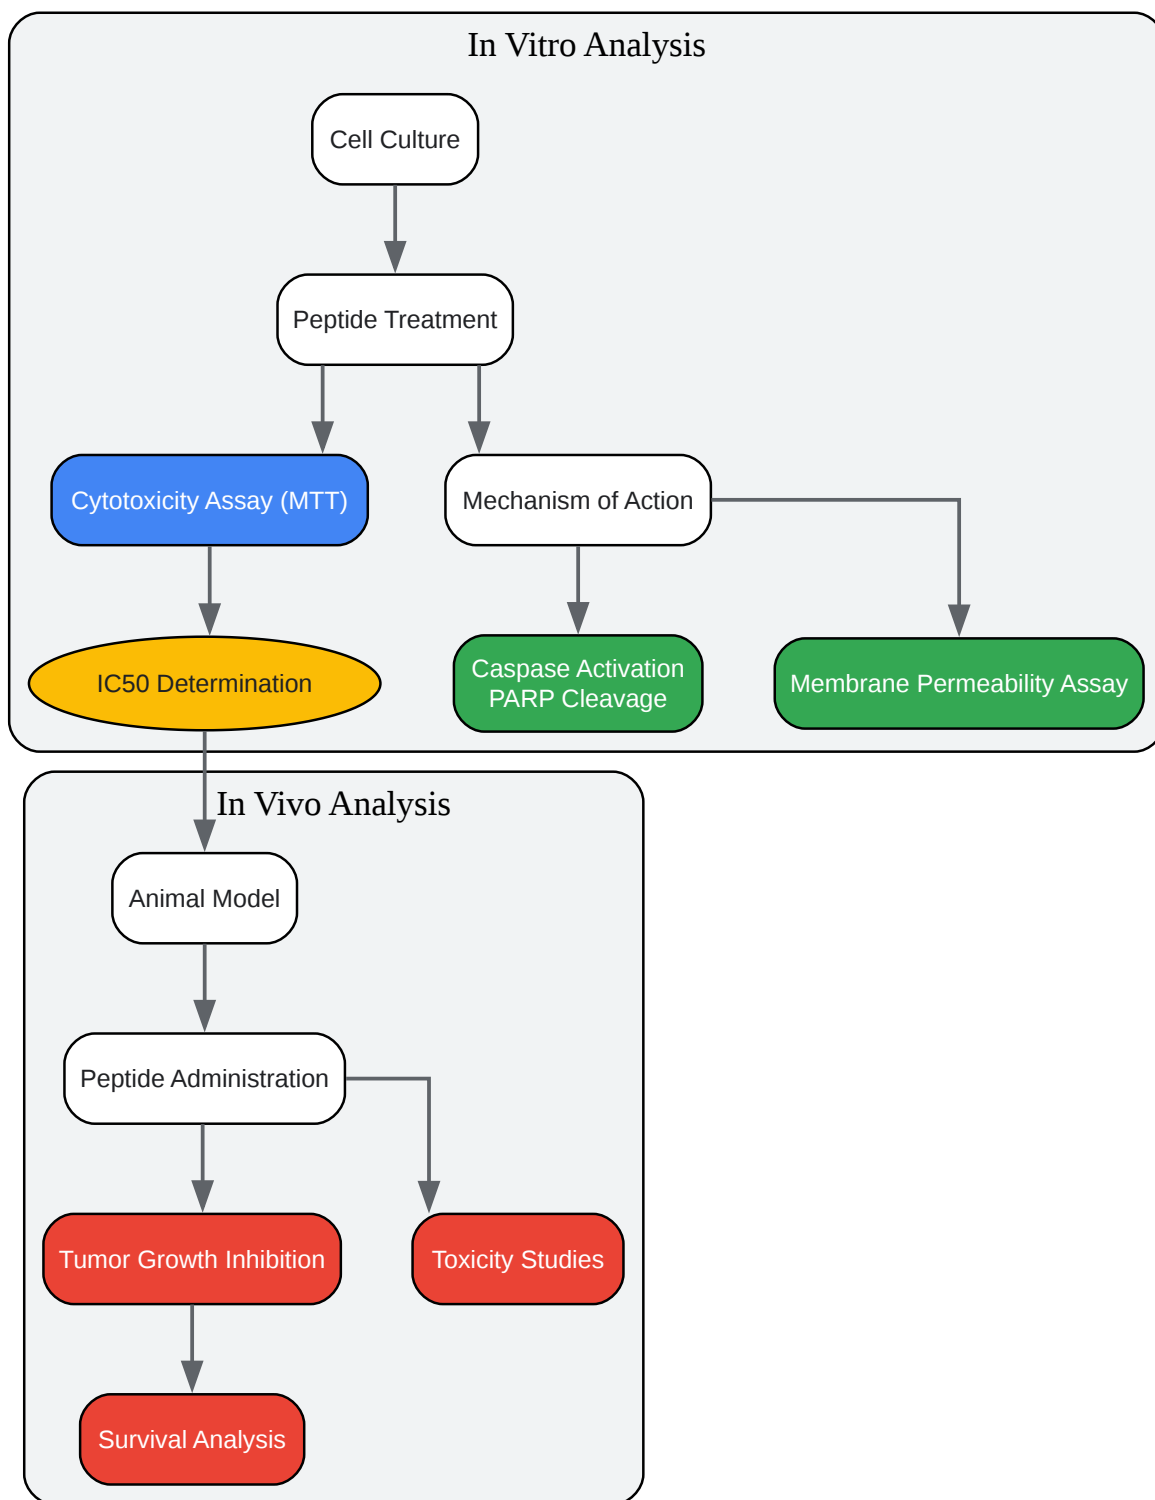 In Vitro Analysis
Cell Culture
Peptide Treatment
Cytotoxicity Assay (MTT)
Mechanism of Action
IC50 Determination
Caspase Activation
PARP Cleavage
Membrane Permeability Assay
In Vivo Analysis
Animal Model
Peptide Administration
Tumor Growth Inhibition
Toxicity Studies
Survival Analysis